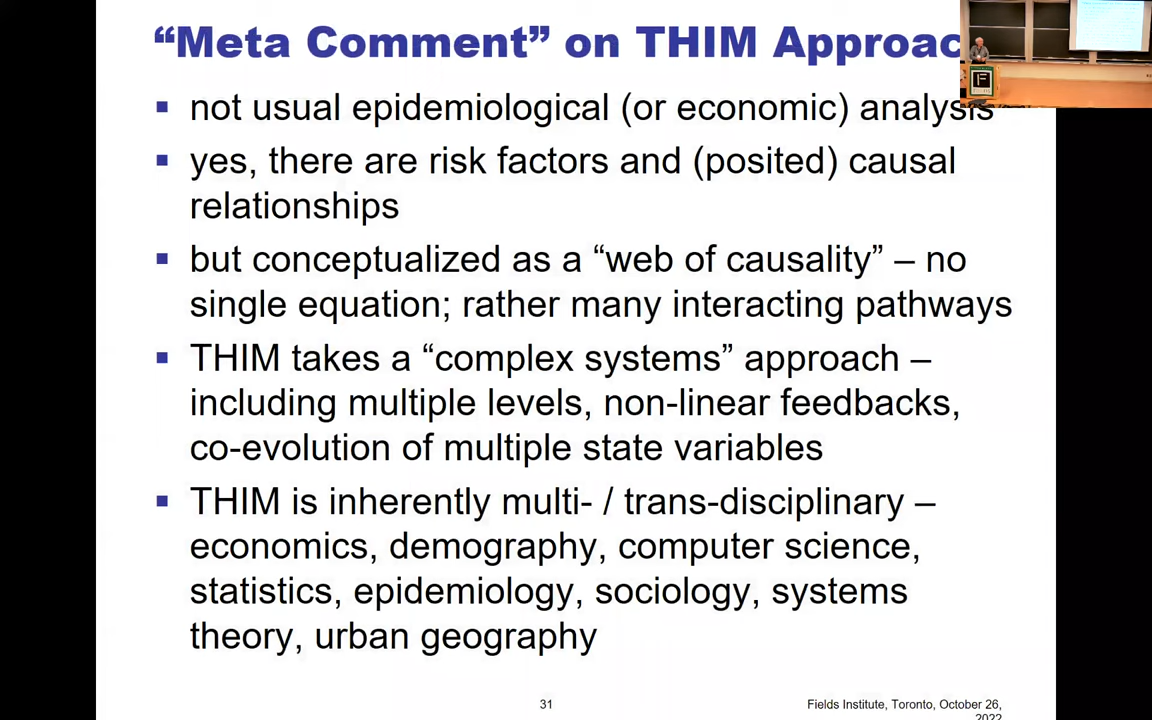 “Meta Comment” on THIM Approac
▪ not usual epidemiological (or economic) analysis
▪ yes, there are risk factors and (posited) causal
relationships
▪ but conceptualized as a “web of causality” – no
single equation; rather many interacting pathways
▪ THIM takes a “complex systems” approach –
including multiple levels, non-linear feedbacks,
co-evolution of multiple state variables
▪ THIM is inherently multi- / trans-disciplinary –
economics, demography, computer science,
statistics, epidemiology, sociology, systems
theory, urban geography
31
Fields Institute, Toronto, October 26,
2022